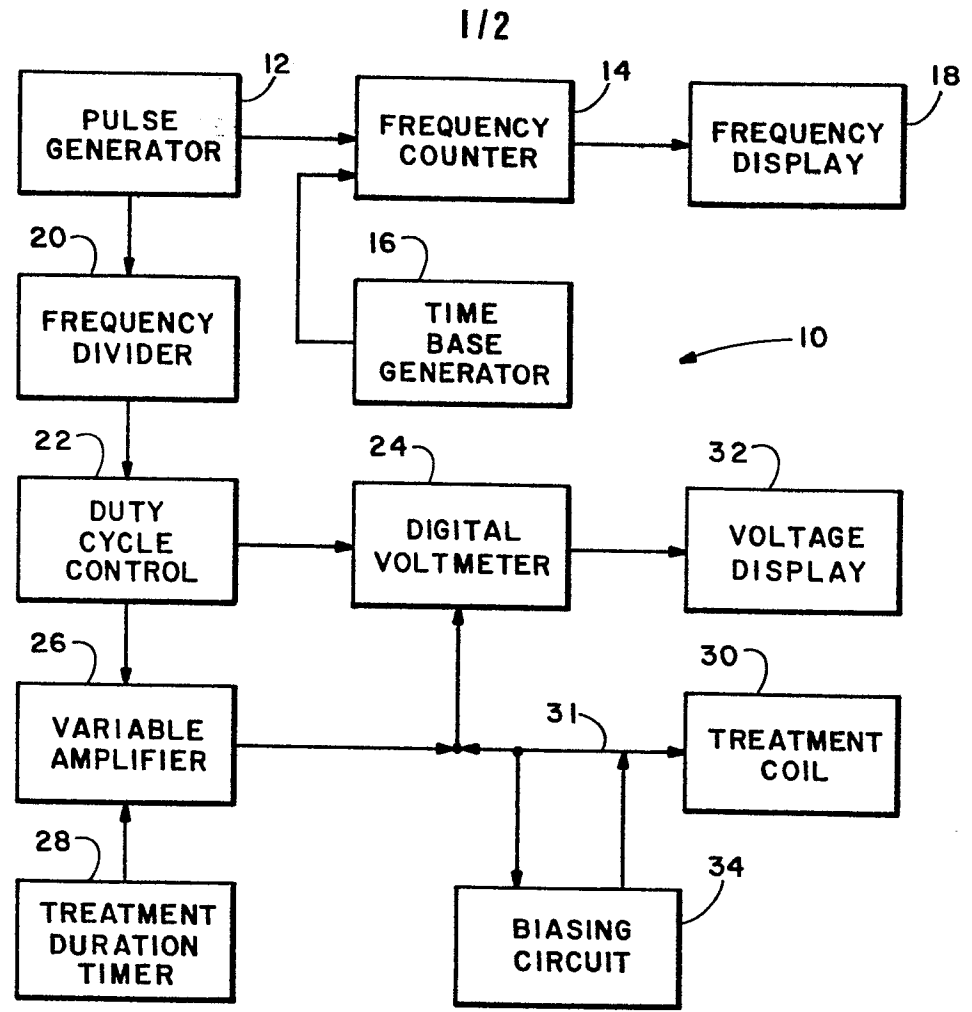 1/2
12
PULSE
GENERATOR
14
FREQUENCY
COUNTER
18
FREQUENCY
DISPLAY
20
FREQUENCY
DIVIDER
16
TIME
BASE
GENERATOR
10
22
DUTY
CYCLE
CONTROL
24
DIGITAL
VOLTMETER
32
VOLTAGE
DISPLAY
26
VARIABLE
AMPLIFIER
31
30
TREATMENT
COIL
28
TREATMENT
DURATION
TIMER
34
BIASING
CIRCUIT